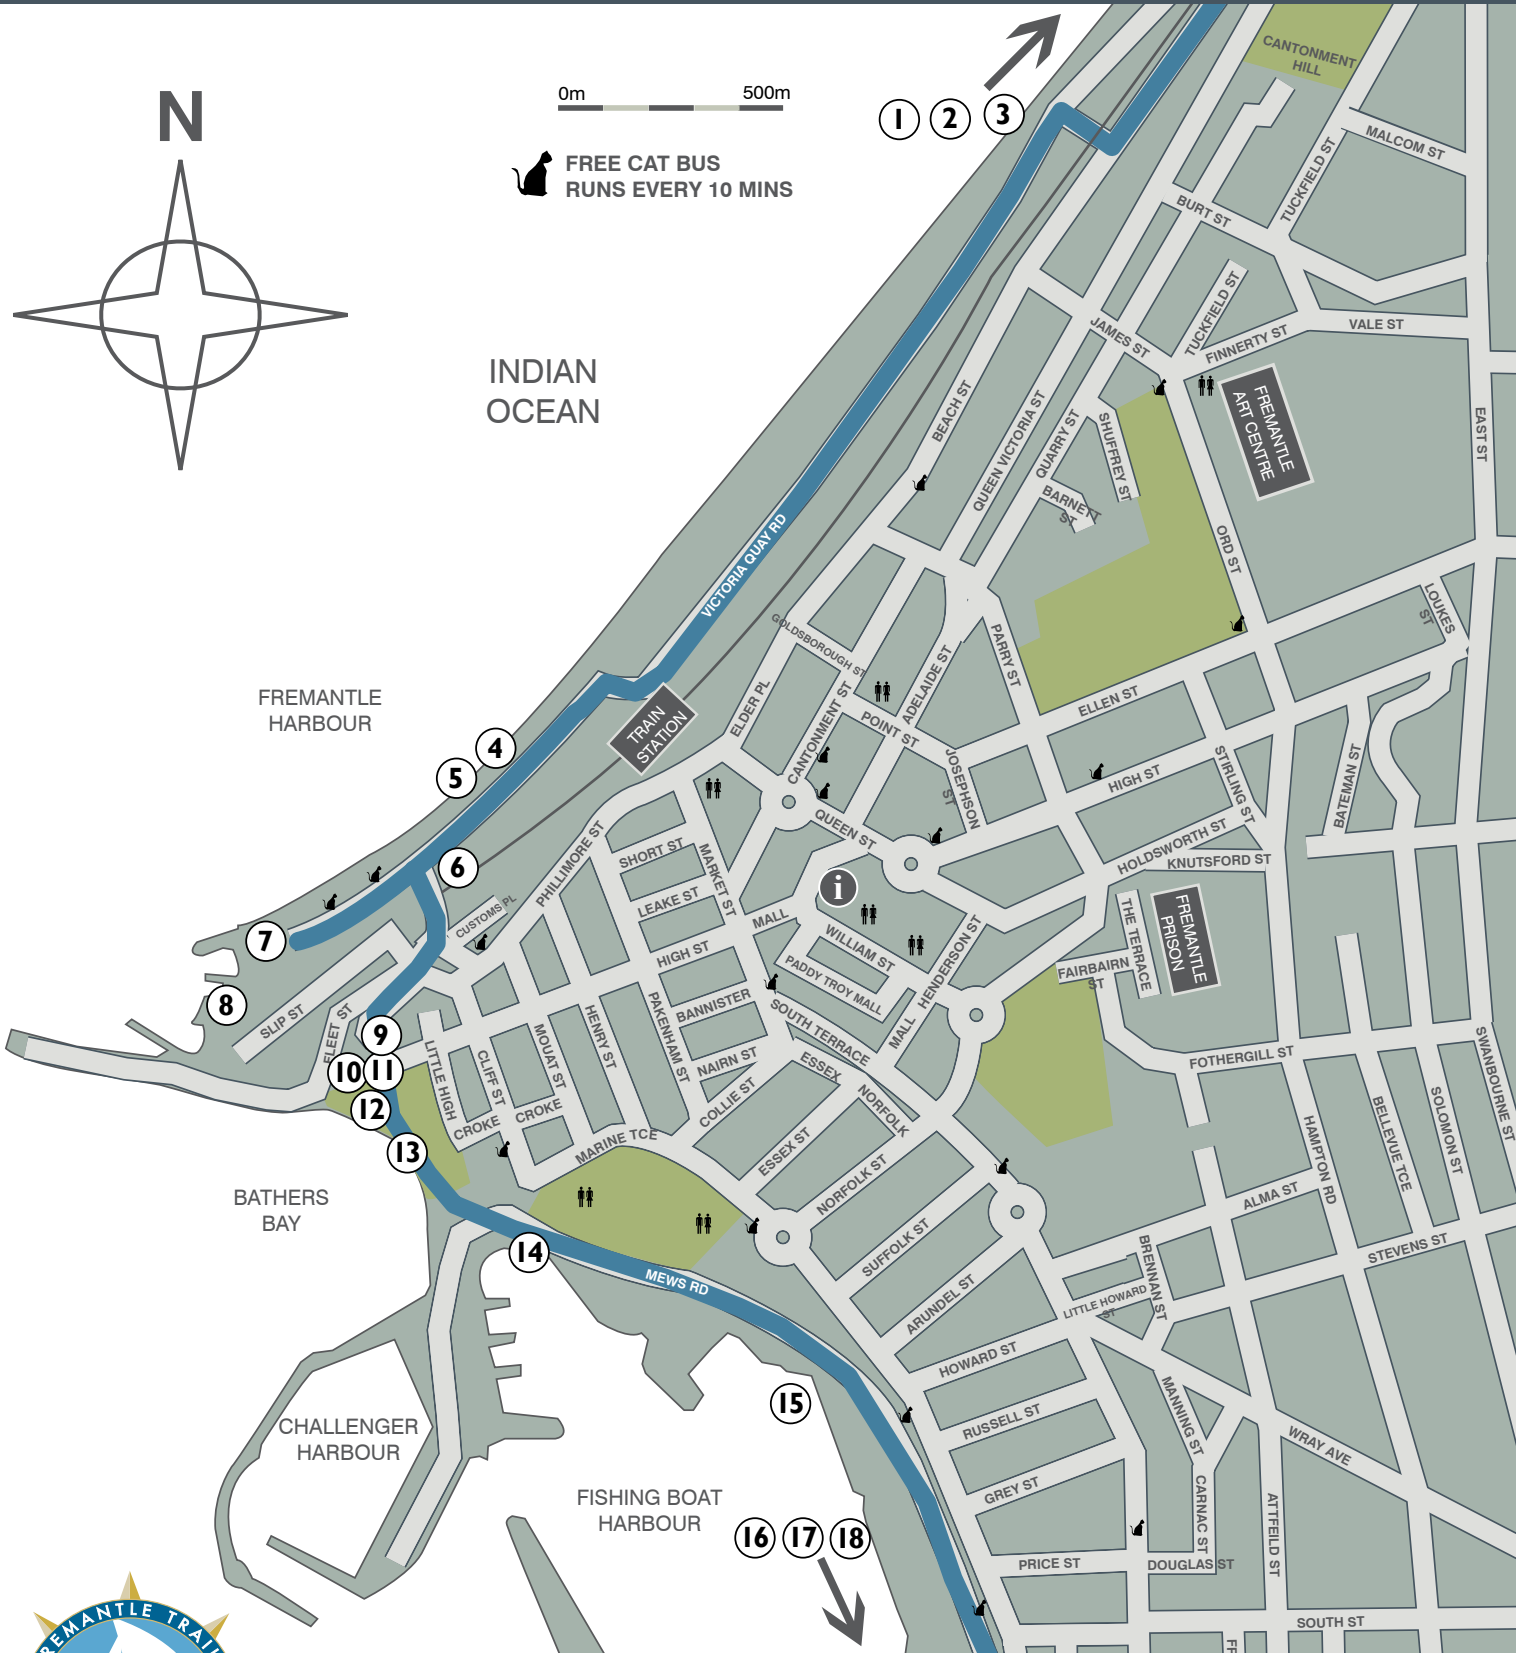 CANTONMENT
HILL
0m 500m
1 2 3
N
FREE CAT BUS
RUNS EVERY 10 MINS
MALCOM ST
TUCKFIELD ST
BURT ST
INDIAN
OCEAN
TUCKFIELD ST
JAMES ST
FINNERTY ST
VALE ST
BEACH ST
QUEEN VICTORIA ST
QUARRY ST
SHUFFREY ST
BARNETT
ST
FREMANTLE
ART CENTRE
EAST ST
ORD ST
VICTORIA QUAY RD
GOLDSBOROUGH ST
PARRY ST
LOUKES
ST
FREMANTLE
HARBOUR
ELDER PL
ADELAIDE ST
CANTONMENT ST
POINT ST
ELLEN ST
TRAIN
STATION
4
5
JOSEPHSON
ST
HIGH ST
STIRLING ST
BATEMAN ST
QUEEN ST
PHILLIMORE ST
SHORT ST
MARKET ST
HOLDSWORTH ST
KNUTSFORD ST
6
i
LEAKE ST
CUSTOMS PL
MALL
HIGH ST
WILLIAM ST
PADDY TROY MALL
HENDERSON ST
MALL
THE TERRACE
FREMANTLE
PRISON
FAIRBAIRN
ST
7
8
SLIP ST
FLEET ST
9
10 11
12
13
LITTLE HIGH
CLIFF ST
MOUAT ST
HENRY ST
PAKENHAM ST
BANNISTER
SOUTH TERRACE
NAIRN ST
ESSEX
COLLIE ST
NORFOLK
CROKE
CROKE
MARINE TCE
ESSEX ST
NORFOLK ST
FOTHERGILL ST
SWANBOURNE ST
SOLOMON ST
BELLEVUE TCE
HAMPTON RD
ALMA ST
BATHERS
BAY
SUFFOLK ST
STEVENS ST
BRENNAN ST
14
MEWS RD
ARUNDEL ST
LITTLE HOWARD
ST
HOWARD ST
MANNING ST
15
RUSSELL ST
WRAY AVE
CHALLENGER
HARBOUR
GREY ST
CARNAC ST
ATTFEILD ST
FISHING BOAT
HARBOUR
16 17 18
PRICE ST
DOUGLAS ST
SOUTH ST